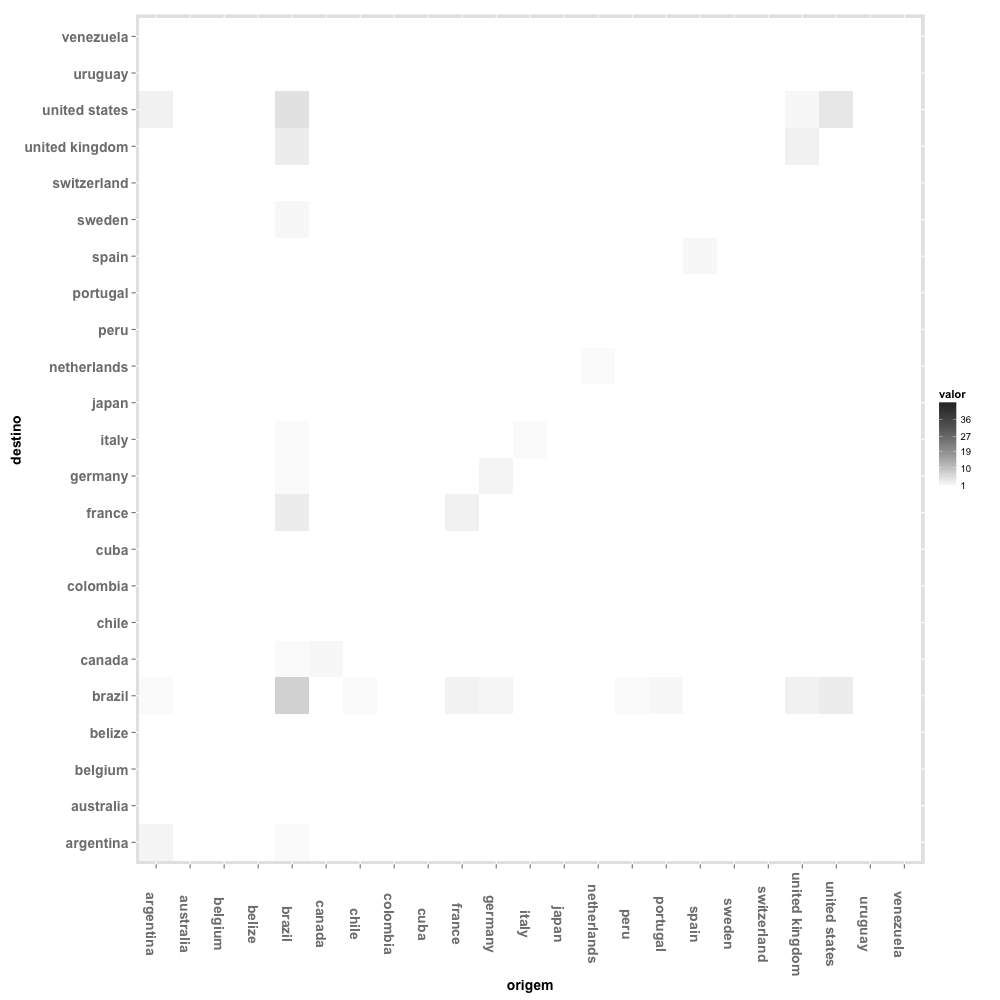 venezuela
uruguay
united states
united kingdom
switzerland
sweden
spain
portugal
peru
netherlands
japan
italy
germany
france
cuba
colombia
chile
canada
brazil
belize
belgium
australia
argentina
destino
valor
36
27
19
10
1
argentina
australia
belgium
belize
brazil
canada
chile
colombia
cuba
france
germany
italy
japan
netherlands
peru
portugal
spain
sweden
switzerland
united kingdom
united states
uruguay
venezuela
origem